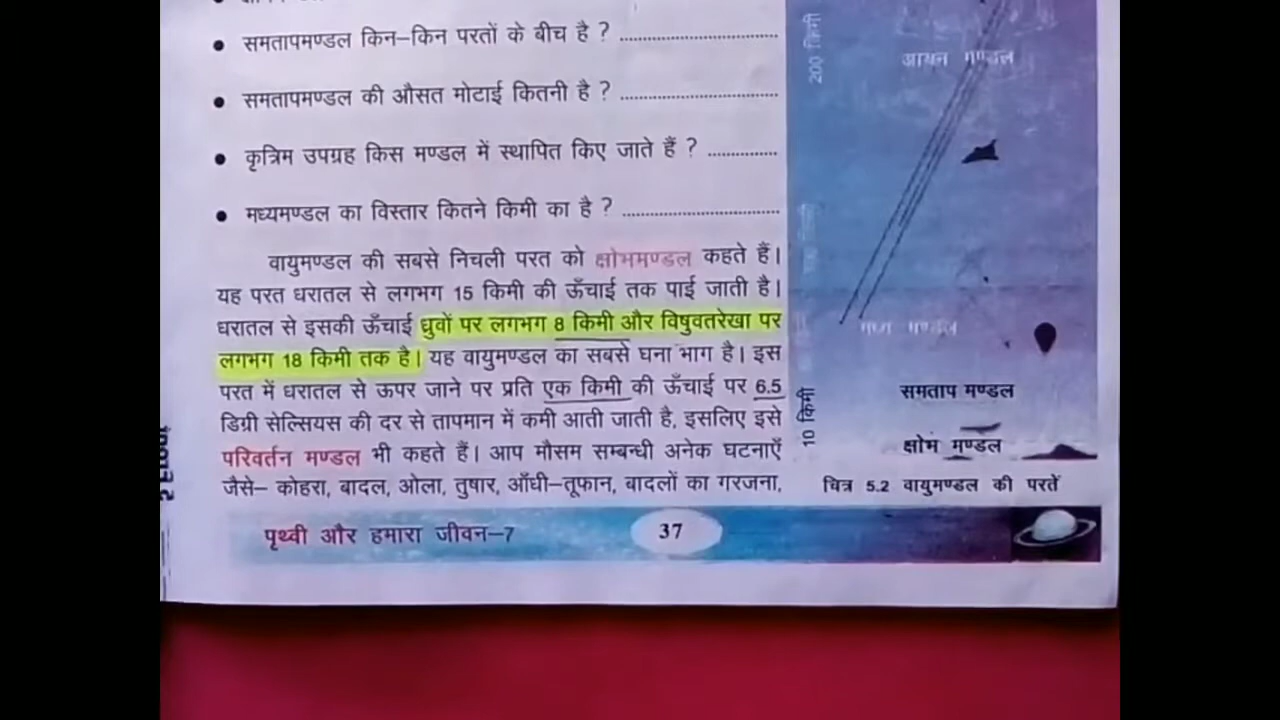 • समतापमण्डल किन–किन परतों के बीच है ? ..............................
• समतापमण्डल की औसत मोटाई कितनी है ? ..............................
• कृत्रिम उपग्रह किस मण्डल में स्थापित किए जाते हैं ? .............
• मध्यमण्डल का विस्तार कितने किमी का है ? .............................
वायुमण्डल की सबसे निचली परत को क्षोभमण्डल कहते हैं।
यह परत धरातल से लगभग 15 किमी की ऊँचाई तक पाई जाती है।
धरातल से इसकी ऊँचाई ध्रुवों पर लगभग 8 किमी और विषुवतरेखा पर
लगभग 18 किमी तक है। यह वायुमण्डल का सबसे घना भाग है। इस
परत में धरातल से ऊपर जाने पर प्रति एक किमी की ऊँचाई पर 6.5
डिग्री सेल्सियस की दर से तापमान में कमी आती जाती है, इसलिए इसे
परिवर्तन मण्डल भी कहते हैं। आप मौसम सम्बन्धी अनेक घटनाएँ
जैसे– कोहरा, बादल, ओला, तुषार, आँधी–तूफान, बादलों का गरजना,
200 किमी
आयन मण्डल
मध्य मण्डल
समताप मण्डल
10 किमी
क्षोभ मण्डल
चित्र 5.2 वायुमण्डल की परतें
पृथ्वी और हमारा जीवन–7
37